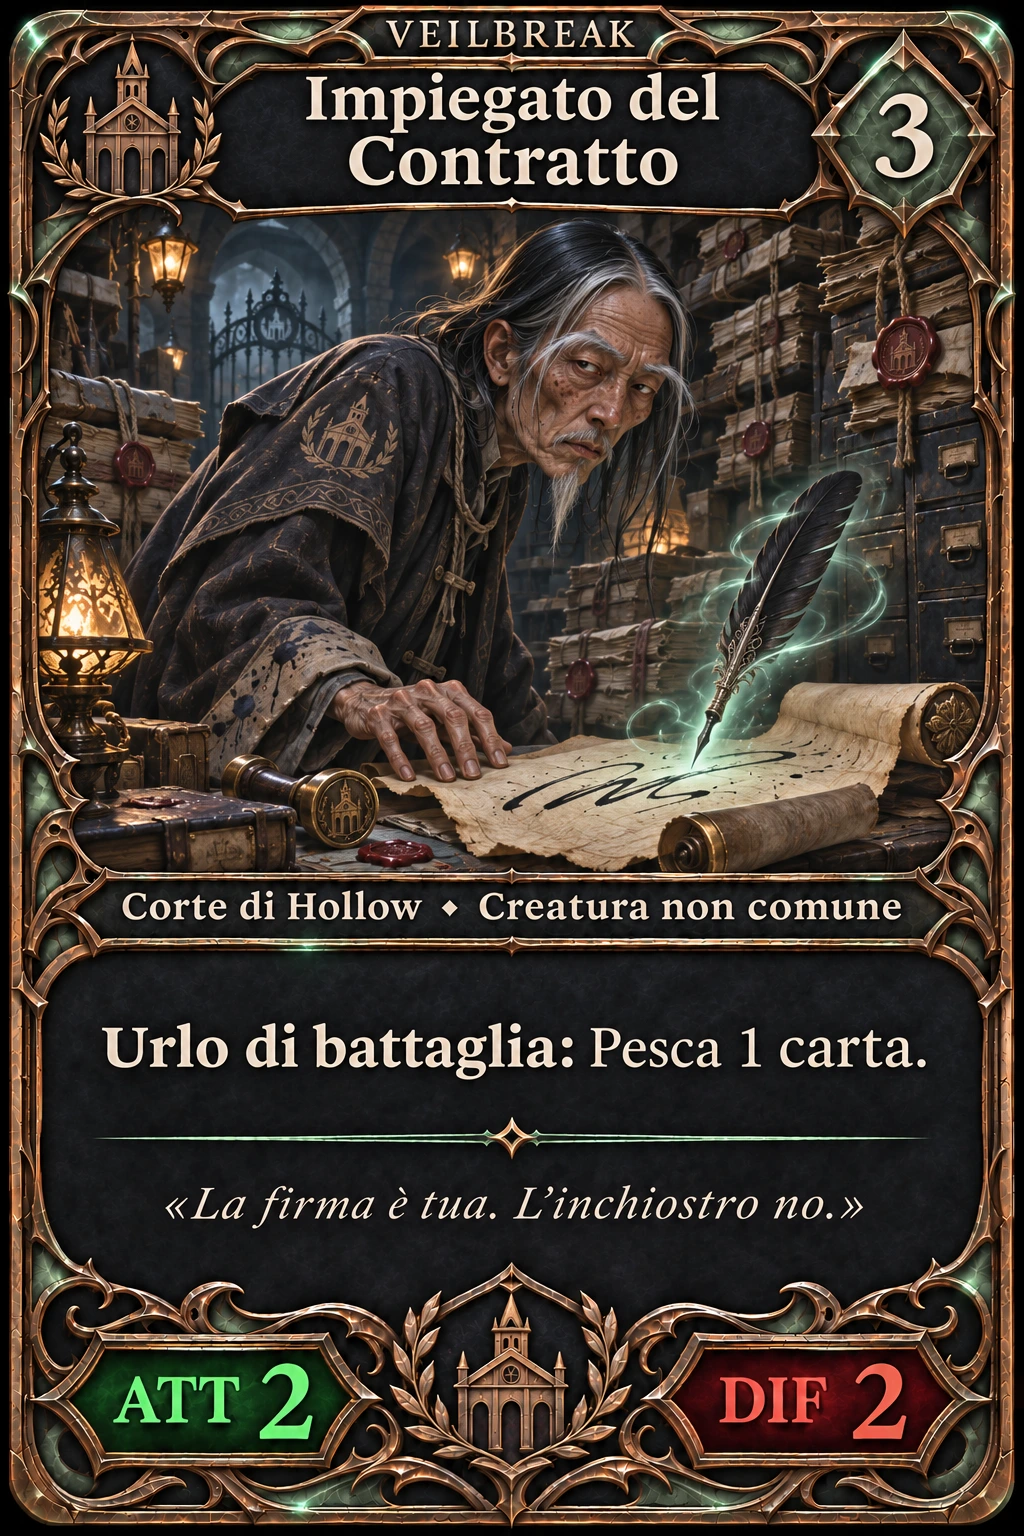 VEILBREAK
Impiegato del
Contratto
3
Corte di Hollow ◆ Creatura non comune
Urlo di battaglia: Pesca 1 carta.
«La firma è tua. L’inchiostro no.»
ATT 2
DIF 2